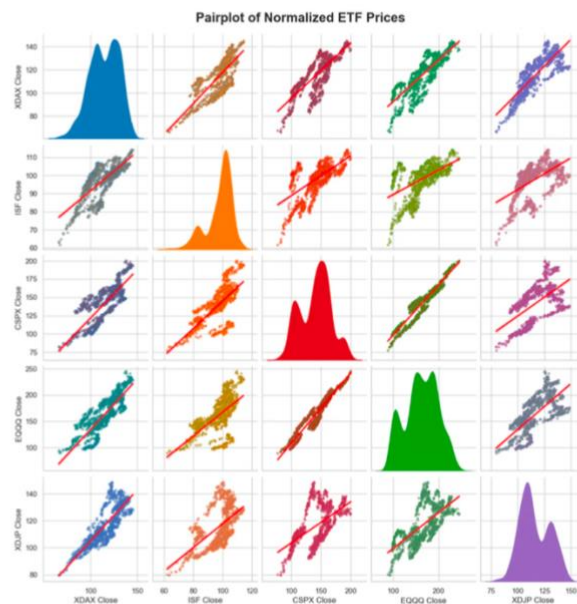 Pairplot of Normalized ETF Prices
XDAX Close
140
120
100
80
ISF Close
110
100
90
80
70
60
CSPX Close
200
175
150
125
100
75
EQQQ Close
250
200
150
100
XDJP Close
140
120
100
80
100 150
60 80 100 120
100 150 200
100 200
75 100 125 150
XDAX Close ISF Close CSPX Close EQQQ Close XDJP Close